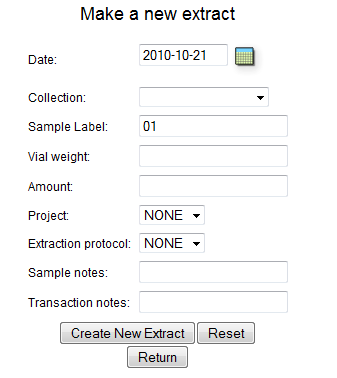 Make a new extract
Date: 2010-10-21
Collection:
Sample Label: 01
Vial weight:
Amount:
Project: NONE
Extraction protocol: NONE
Sample notes:
Transaction notes:
Create New Extract Reset
Return